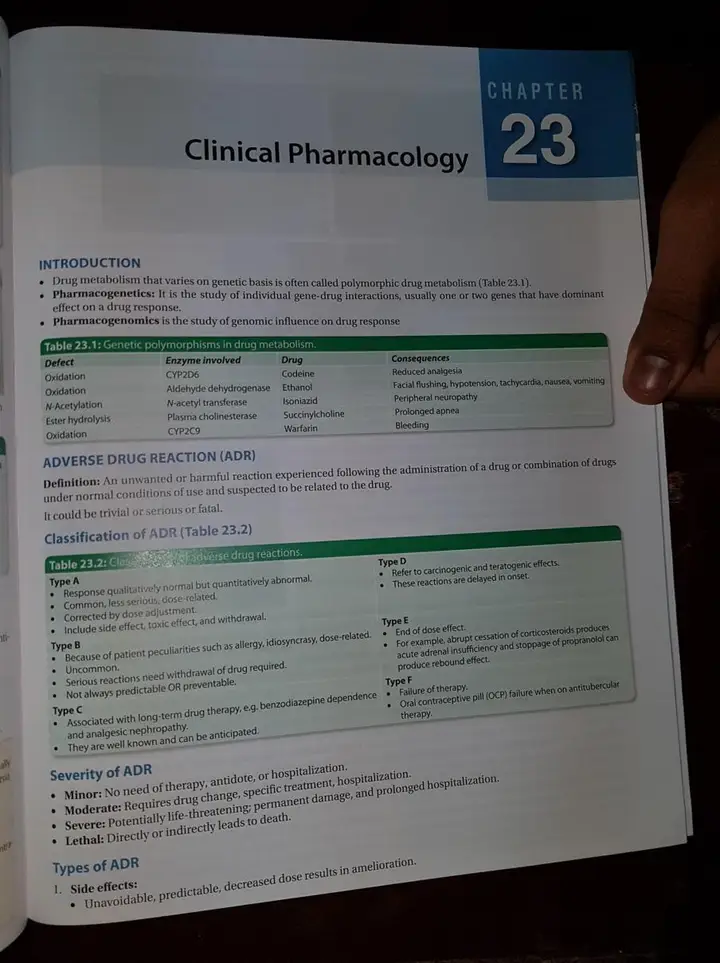 CHAPTER
23
Clinical Pharmacology
INTRODUCTION
• Drug metabolism that varies on genetic basis is often called polymorphic drug metabolism (Table 23.1).
• Pharmacogenetics: It is the study of individual gene-drug interactions, usually one or two genes that have dominant
effect on a drug response.
• Pharmacogenomics is the study of genomic influence on drug response
Table 23.1: Genetic polymorphisms in drug metabolism.
Defect Enzyme involved Drug Consequences
Oxidation CYP2D6 Codeine Reduced analgesia
Oxidation Aldehyde dehydrogenase Ethanol Facial flushing, hypotension, tachycardia, nausea, vomiting
N-Acetylation N-acetyl transferase Isoniazid Peripheral neuropathy
Ester hydrolysis Plasma cholinesterase Succinylcholine Prolonged apnea
Oxidation CYP2C9 Warfarin Bleeding
ADVERSE DRUG REACTION (ADR)
Definition: An unwanted or harmful reaction experienced following the administration of a drug or combination of drugs
under normal conditions of use and suspected to be related to the drug.
It could be trivial or serious or fatal.
Classification of ADR (Table 23.2)
Table 23.2: of adverse drug reactions.
Type A
• Response qualitatively normal but quantitatively abnormal.
• Common, less serious, dose-related.
• Corrected by dose adjustment.
• Include side effect, toxic effect, and withdrawal.
Type B
• Because of patient peculiarities such as allergy, idiosyncrasy, dose-related.
• Uncommon.
• Serious reactions need withdrawal of drug required.
• Not always predictable OR preventable.
Type C
• Associated with long-term drug therapy, e.g. benzodiazepine dependence
and analgesic nephropathy.
• They are well known and can be anticipated.
Type D
• Refer to carcinogenic and teratogenic effects.
• These reactions are delayed in onset.
Type E
• End of dose effect.
• For example, abrupt cessation of corticosteroids produces
acute adrenal insufficiency and stoppage of propranolol can
produce rebound effect.
Type F
• Failure of therapy.
• Oral contraceptive pill (OCP) failure when on antitubercular
therapy.
Severity of ADR
• Minor: No need of therapy, antidote, or hospitalization.
• Moderate: Requires drug change, specific treatment, hospitalization.
• Severe: Potentially life-threatening; permanent damage, and prolonged hospitalization.
• Lethal: Directly or indirectly leads to death.
Types of ADR
1. Side effects:
• Unavoidable, predictable, decreased dose results in amelioration.